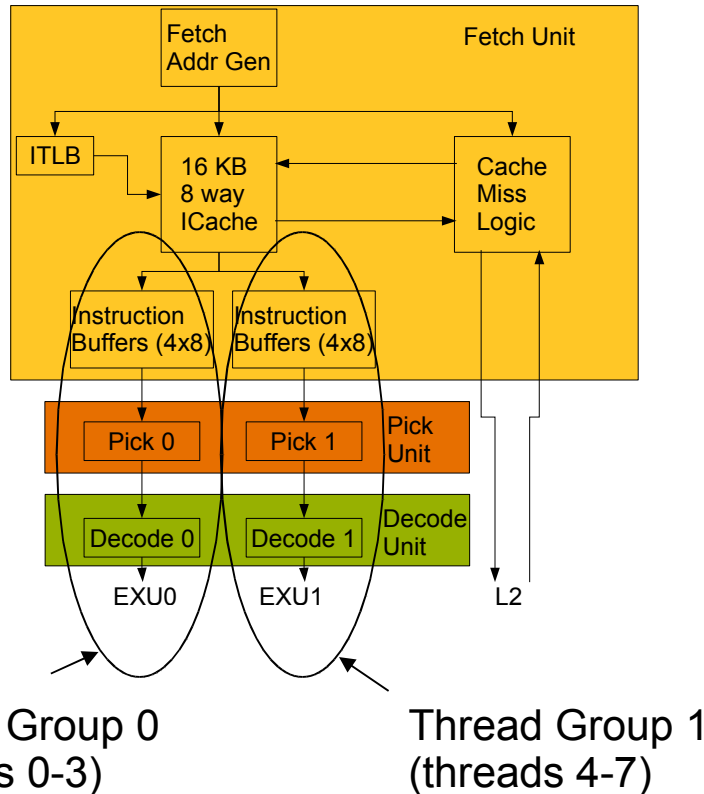 Fetch
Addr Gen
Fetch Unit
ITLB
16 KB
8 way
ICache
Cache
Miss
Logic
Instruction
Buffers (4x8)
Instruction
Buffers (4x8)
Pick 0
Pick 1
Pick
Unit
Decode 0
Decode 1
Decode
Unit
EXU0
EXU1
L2
Group 0
s 0-3)
Thread Group 1
(threads 4-7)